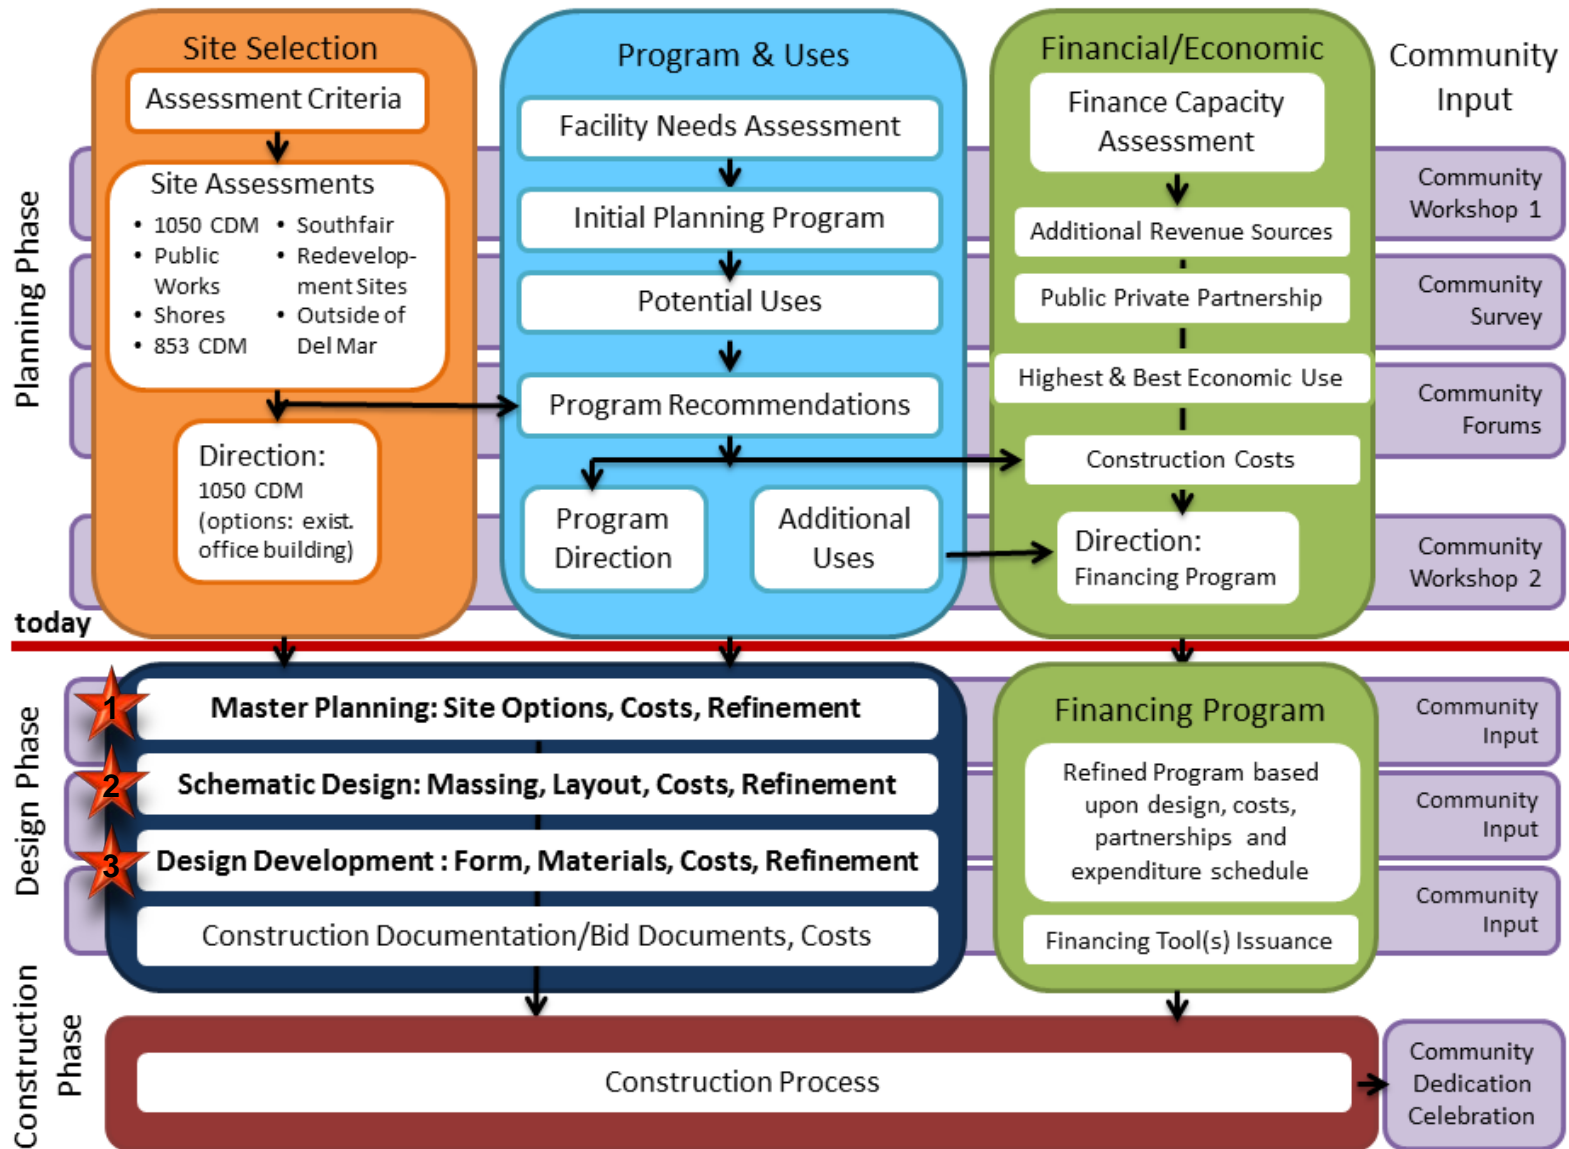 Site Selection
Assessment Criteria
Site Assessments
• 1050 CDM
• Public
Works
• Shores
• 853 CDM
• Southfair
• Redevelop-
ment Sites
• Outside of
Del Mar
Direction:
1050 CDM
(options: exist.
office building)
Program & Uses
Facility Needs Assessment
Initial Planning Program
Potential Uses
Program Recommendations
Program
Direction
Additional
Uses
Financial/Economic
Finance Capacity
Assessment
Additional Revenue Sources
Public Private Partnership
Highest & Best Economic Use
Construction Costs
Direction:
Financing Program
Community
Input
Community
Workshop 1
Community
Survey
Community
Forums
Community
Workshop 2
Planning Phase
today
Design Phase
1
Master Planning: Site Options, Costs, Refinement
2
Schematic Design: Massing, Layout, Costs, Refinement
3
Design Development : Form, Materials, Costs, Refinement
Construction Documentation/Bid Documents, Costs
Financing Program
Refined Program based
upon design, costs,
partnerships and
expenditure schedule
Financing Tool(s) Issuance
Community
Input
Community
Input
Community
Input
Construction
Phase
Construction Process
Community
Dedication
Celebration